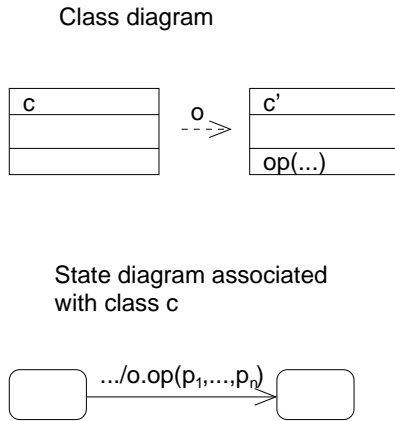 Class diagram
c
o
c'
op(...)
State diagram associated
with class c
.../o.op(p₁,...,pₙ)